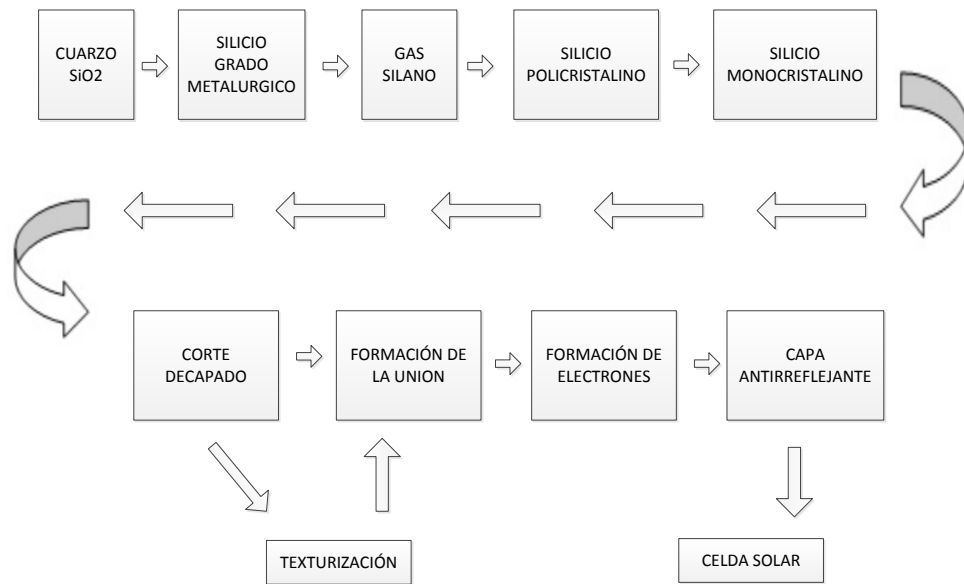 CUARZO
SiO2
SILICIO
GRADO
METALURGICO
GAS
SILANO
SILICIO
POLICRISTALINO
SILICIO
MONOCRISTALINO
CORTE
DECAPADO
FORMACIÓN DE
LA UNION
FORMACIÓN DE
ELECTRONES
CAPA
ANTIRREFLEJANTE
TEXTURIZACIÓN
CELDA SOLAR